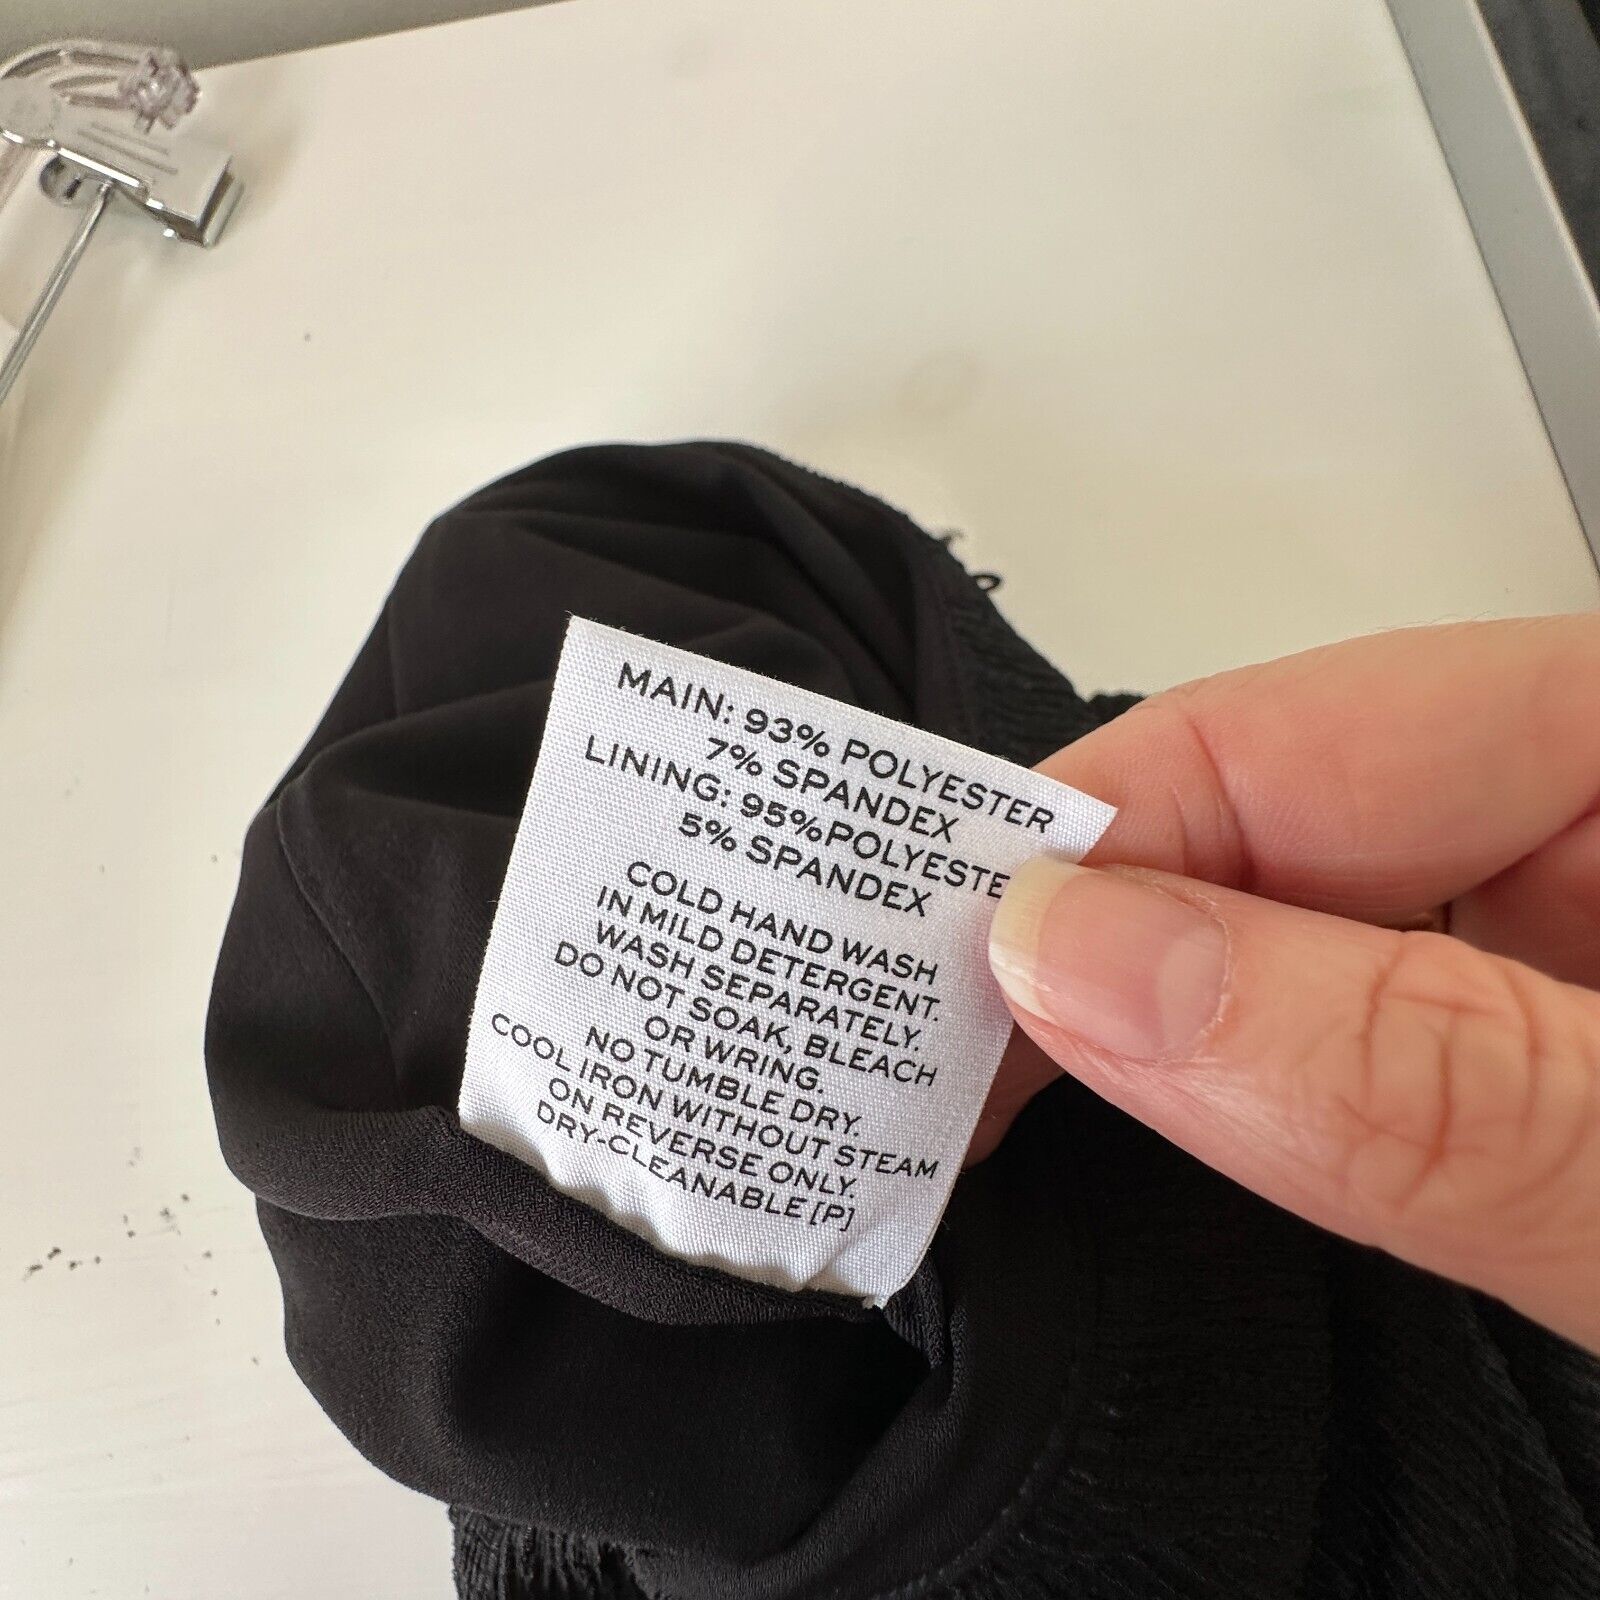 MAIN: 93% POLYESTER
7% SPANDEX
LINING: 95%POLYESTE
5% SPANDEX
COLD HAND WASH
IN MILD DETERGENT.
WASH SEPARATELY.
DO NOT SOAK, BLEACH
OR WRING.
NO TUMBLE DRY.
COOL IRON WITHOUT STEAM
ON REVERSE ONLY.
DRY-CLEANABLE [P]